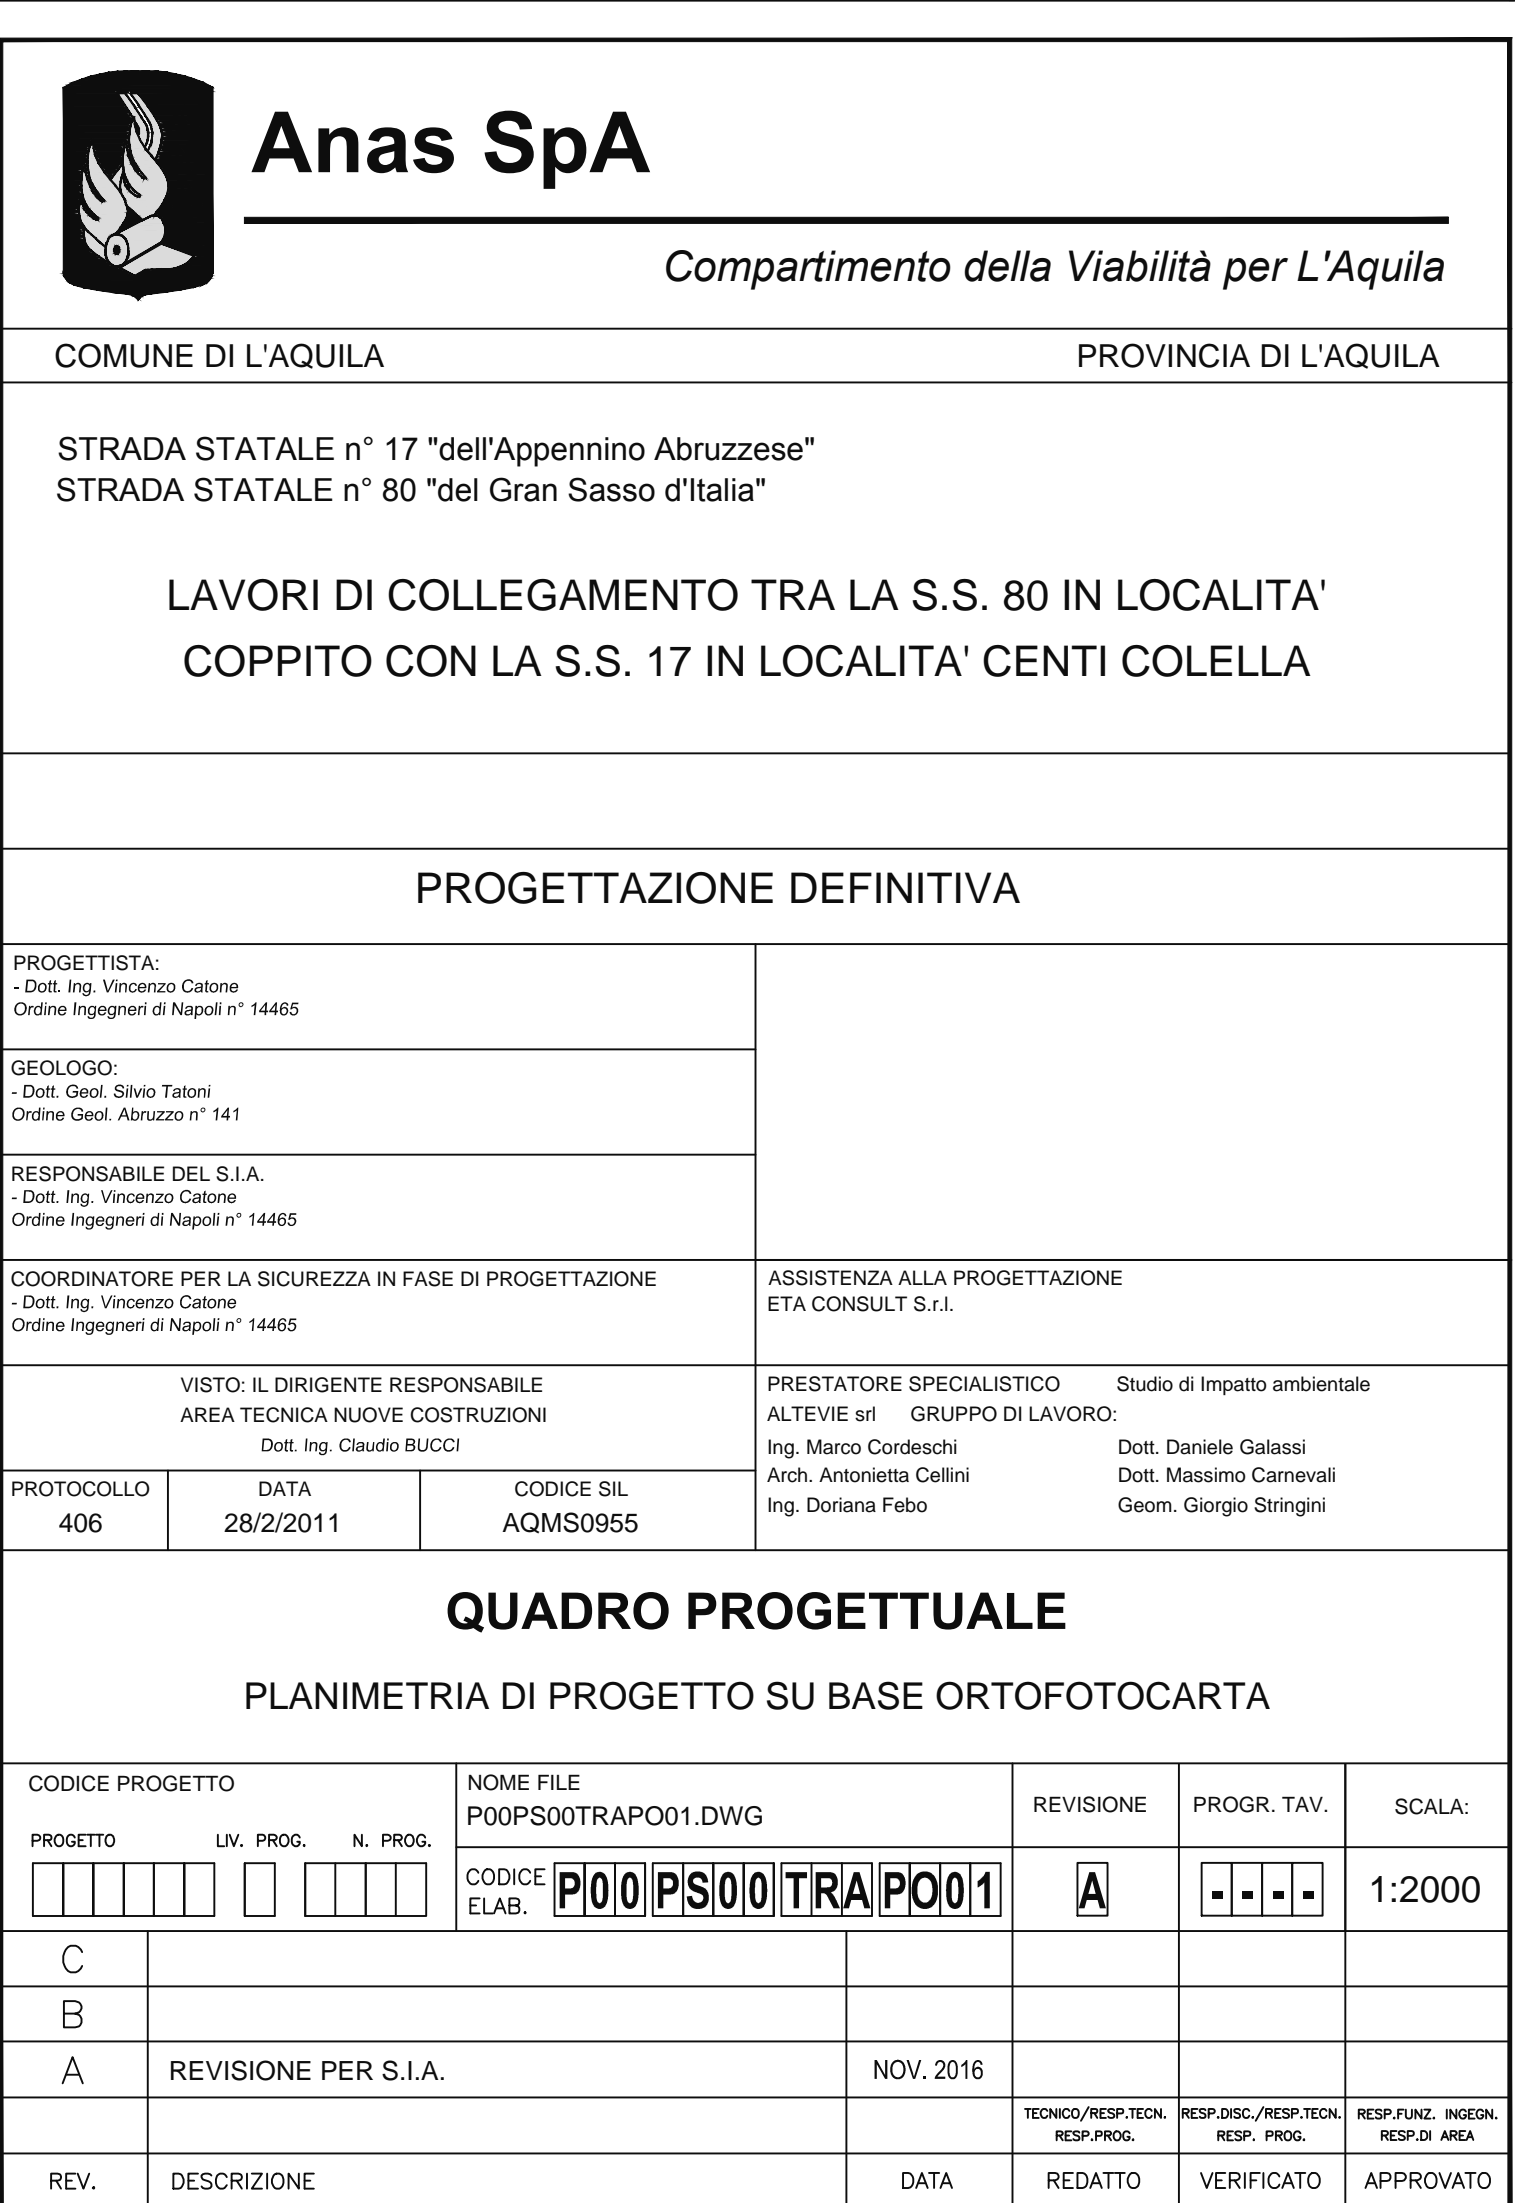 Anas SpA
Compartimento della Viabilità per L'Aquila
COMUNE DI L'AQUILA PROVINCIA DI L'AQUILA
STRADA STATALE n° 17 "dell'Appennino Abruzzese"
STRADA STATALE n° 80 "del Gran Sasso d'Italia"
LAVORI DI COLLEGAMENTO TRA LA S.S. 80 IN LOCALITA'
COPPITO CON LA S.S. 17 IN LOCALITA' CENTI COLELLA
PROGETTAZIONE DEFINITIVA
PROGETTISTA:
- Dott. Ing. Vincenzo Catone
Ordine Ingegneri di Napoli n° 14465
GEOLOGO:
- Dott. Geol. Silvio Tatoni
Ordine Geol. Abruzzo n° 141
RESPONSABILE DEL S.I.A.
- Dott. Ing. Vincenzo Catone
Ordine Ingegneri di Napoli n° 14465
COORDINATORE PER LA SICUREZZA IN FASE DI PROGETTAZIONE
- Dott. Ing. Vincenzo Catone
Ordine Ingegneri di Napoli n° 14465
ASSISTENZA ALLA PROGETTAZIONE
ETA CONSULT S.r.l.
VISTO: IL DIRIGENTE RESPONSABILE
AREA TECNICA NUOVE COSTRUZIONI
Dott. Ing. Claudio BUCCI
PROTOCOLLO DATA CODICE SIL
406 28/2/2011 AQMS0955
PRESTATORE SPECIALISTICO Studio di Impatto ambientale
ALTEVIE srl GRUPPO DI LAVORO:
Ing. Marco Cordeschi Dott. Daniele Galassi
Arch. Antonietta Cellini Dott. Massimo Carnevali
Ing. Doriana Febo Geom. Giorgio Stringini
QUADRO PROGETTUALE
PLANIMETRIA DI PROGETTO SU BASE ORTOFOTOCARTA
CODICE PROGETTO
PROGETTO LIV. PROG. N. PROG.
NOME FILE
P00PS00TRAPO01.DWG
CODICE ELAB. P00 PS00 TRA PO01
REVISIONE PROGR. TAV. SCALA:
A - - - - 1:2000
C
B
A REVISIONE PER S.I.A. NOV. 2016
TECNICO/RESP.TECN. RESP.DISC./RESP.TECN. RESP.FUNZ. INGEGN.
RESP.PROG. RESP. PROG. RESP.DI AREA
REV. DESCRIZIONE DATA REDATTO VERIFICATO APPROVATO